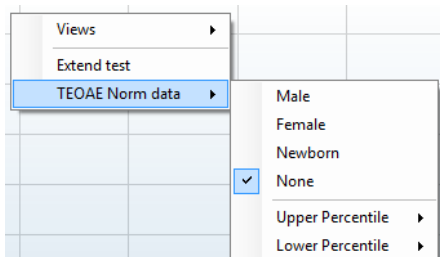 Views
Extend test
TEOAE Norm data
Male
Female
Newborn
None
Upper Percentile
Lower Percentile